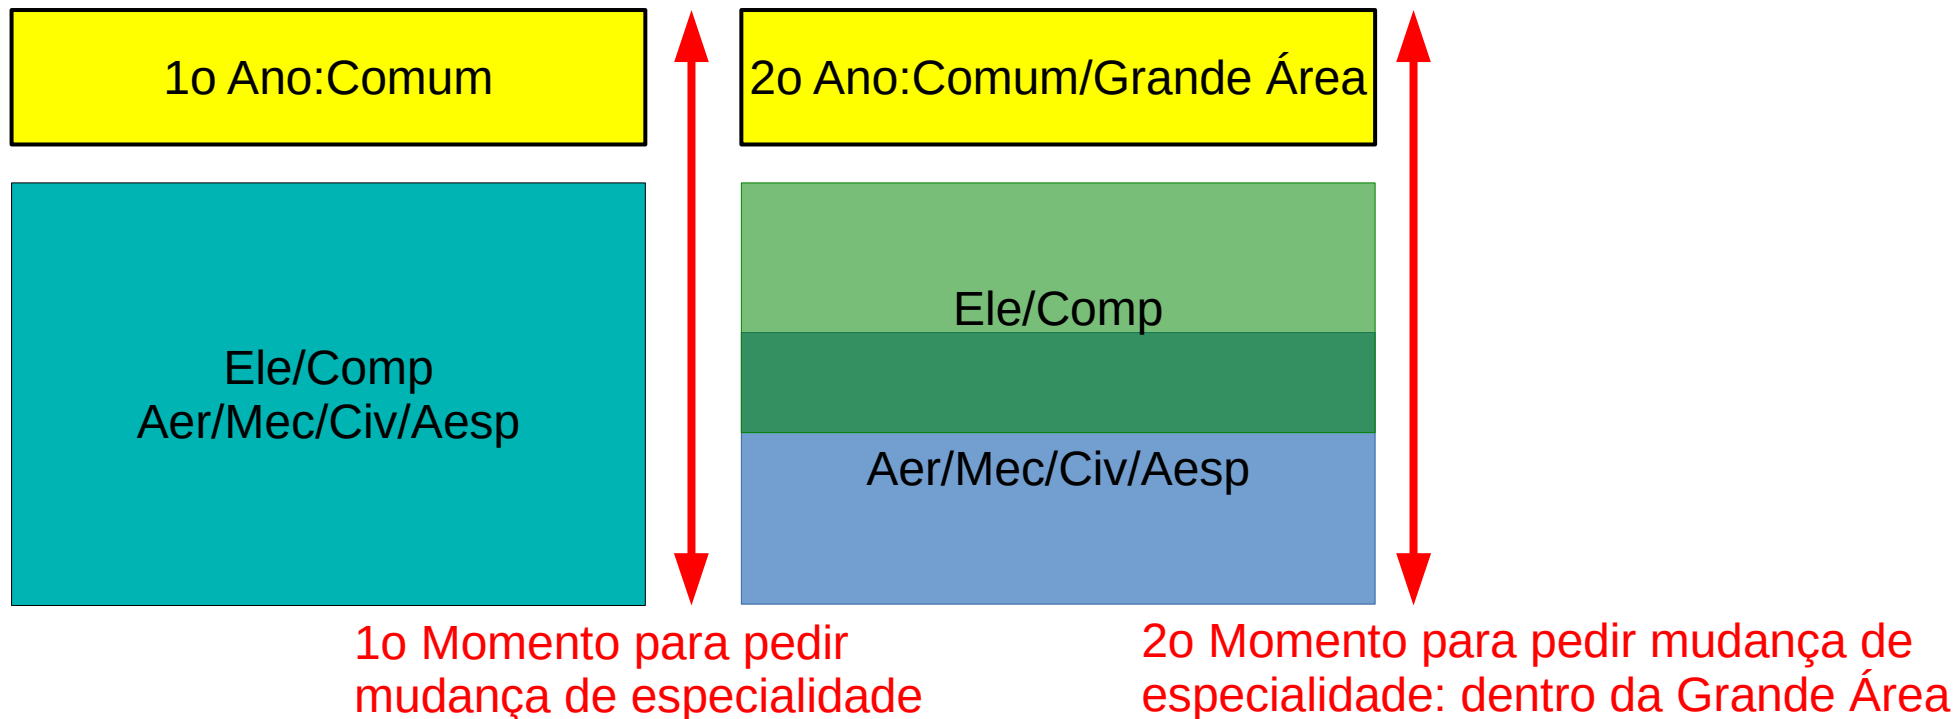 1o Ano:Comum
2o Ano:Comum/Grande Área
Ele/Comp
Aer/Mec/Civ/Aesp
Ele/Comp
Aer/Mec/Civ/Aesp
1o Momento para pedir
mudança de especialidade
2o Momento para pedir mudança de
especialidade: dentro da Grande Área